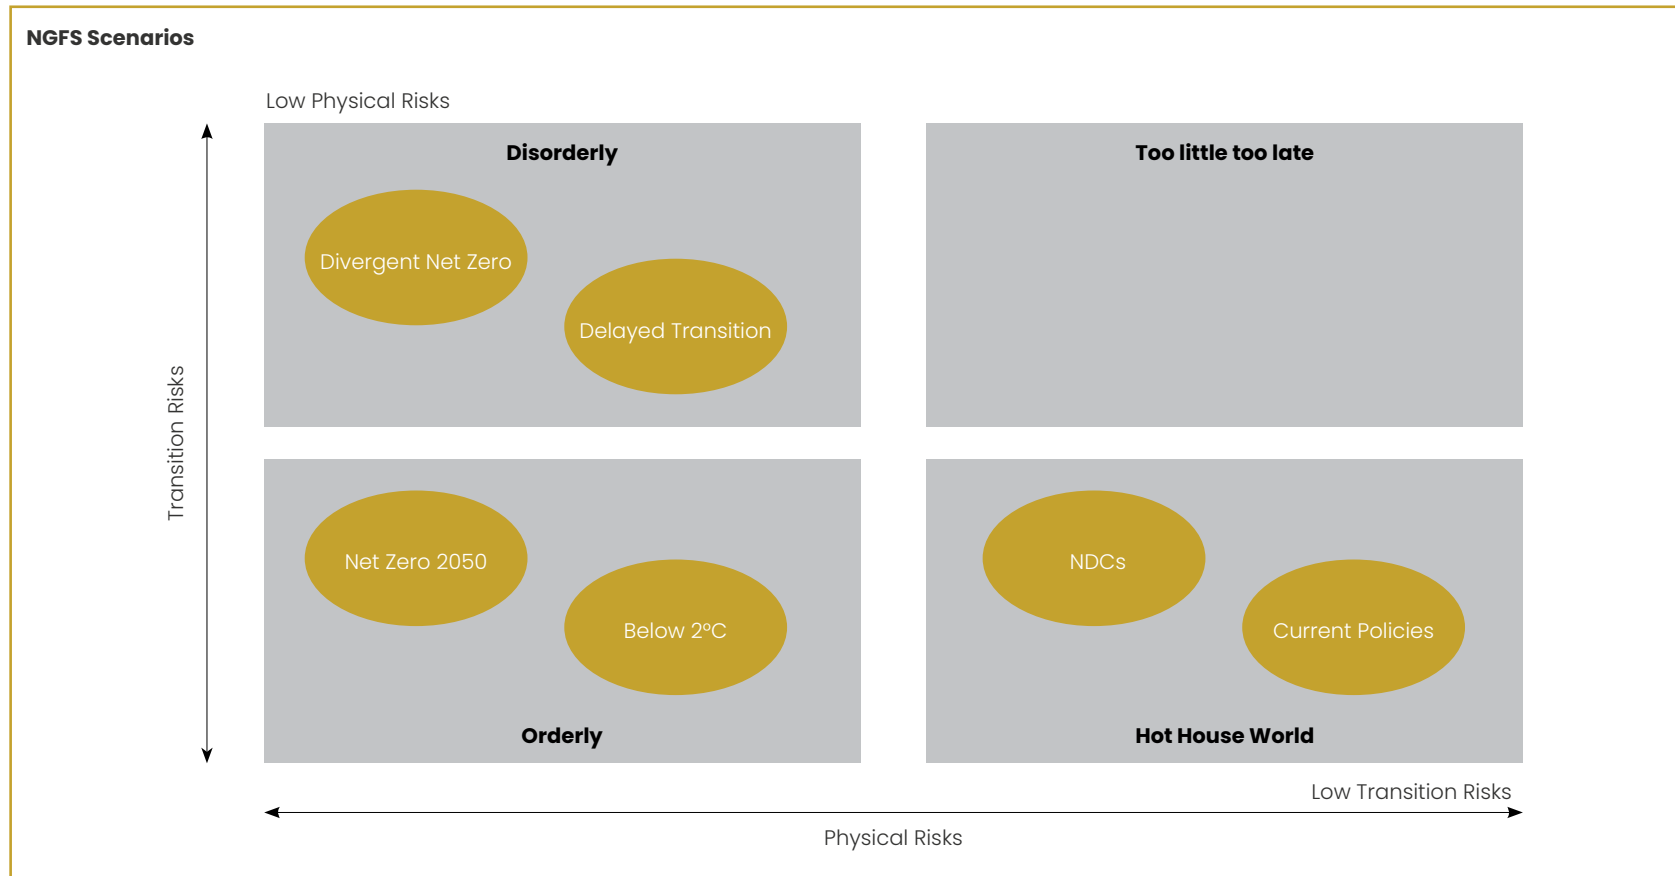 NGFS Scenarios
Low Physical Risks
Disorderly
Too little too late
Divergent Net Zero
Delayed Transition
Transition Risks
Net Zero 2050
Below 2°C
NDCs
Current Policies
Orderly
Hot House World
Low Transition Risks
Physical Risks